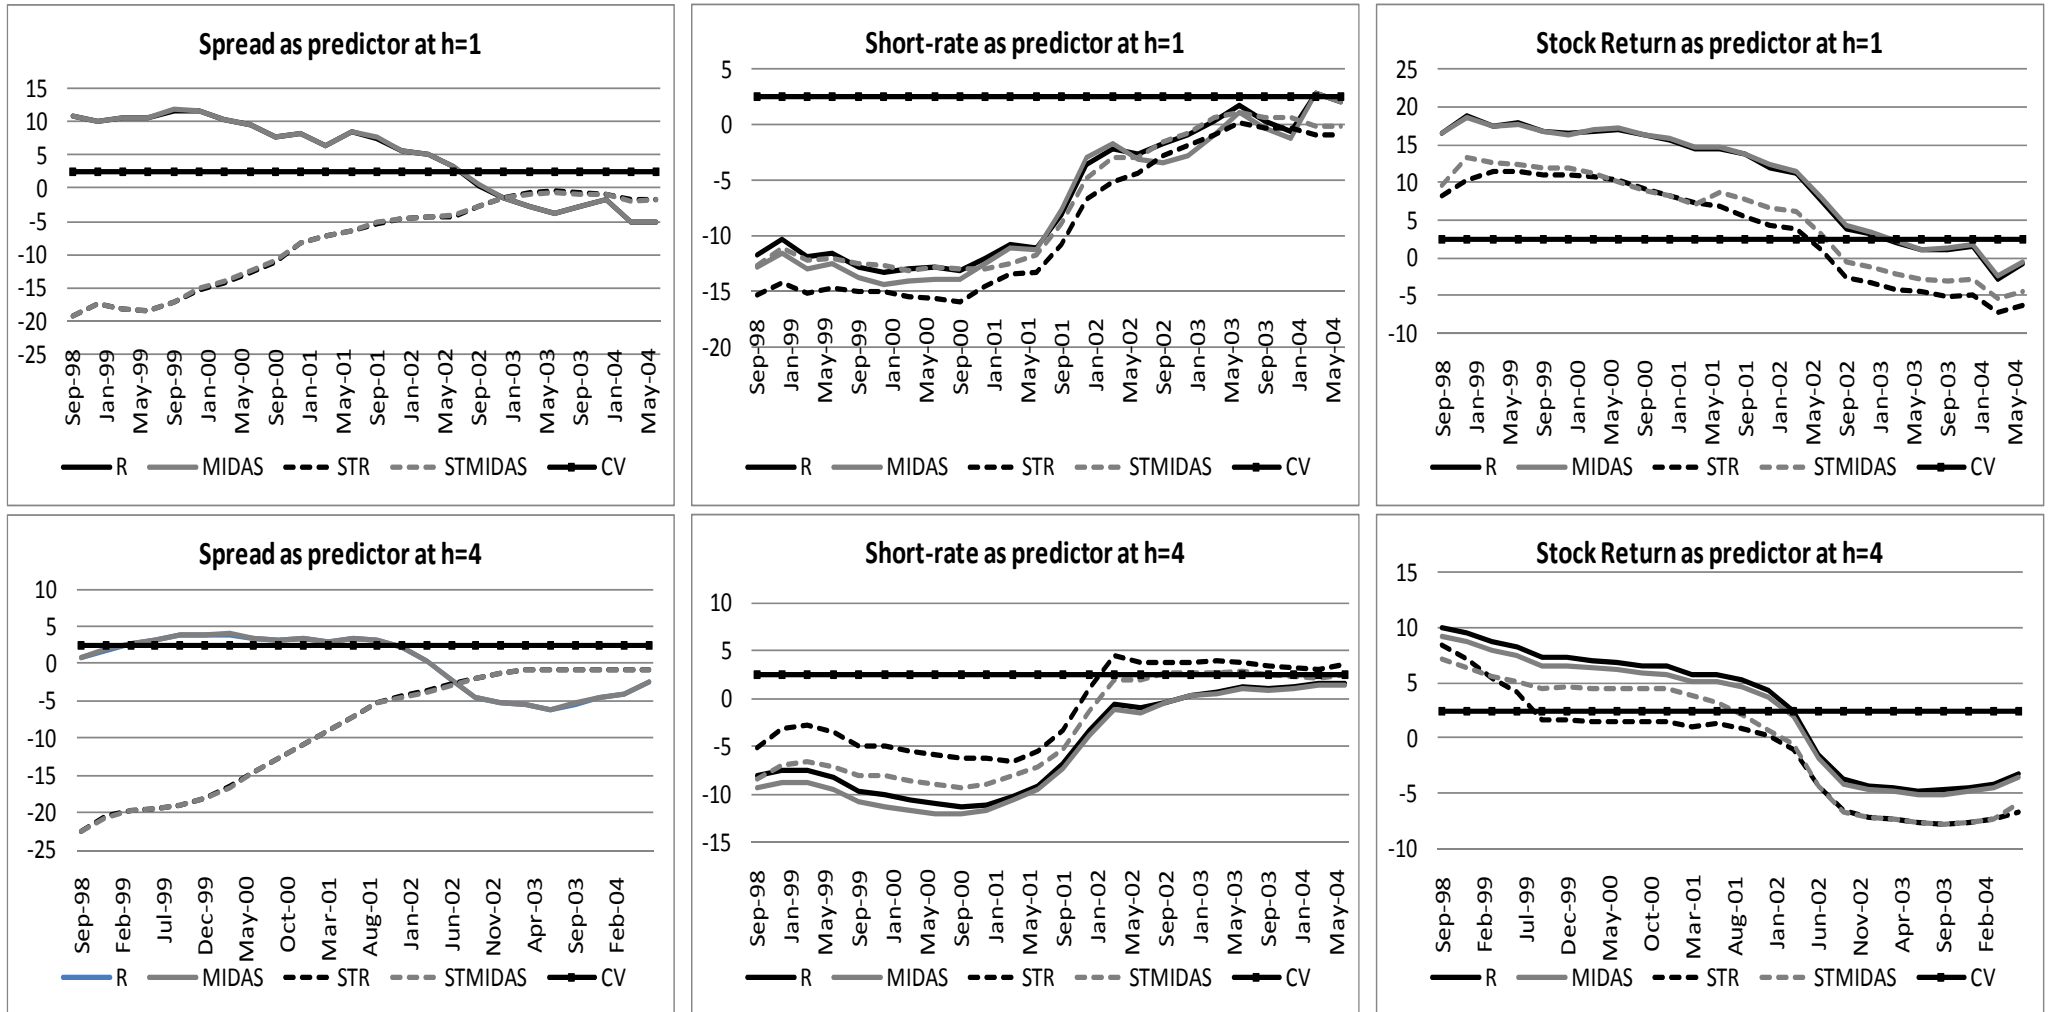 Spread as predictor at h=1
15
10
5
0
-5
-10
-15
-20
-25
Sep-98
Jan-99
May-99
Sep-99
Jan-00
May-00
Sep-00
Jan-01
May-01
Sep-01
Jan-02
May-02
Sep-02
Jan-03
May-03
Sep-03
Jan-04
May-04
R MIDAS STR STMIDAS CV
Short-rate as predictor at h=1
5
0
-5
-10
-15
-20
Sep-98
Jan-99
May-99
Sep-99
Jan-00
May-00
Sep-00
Jan-01
May-01
Sep-01
Jan-02
May-02
Sep-02
Jan-03
May-03
Sep-03
Jan-04
May-04
R MIDAS STR STMIDAS CV
Stock Return as predictor at h=1
25
20
15
10
5
0
-5
-10
Sep-98
Jan-99
May-99
Sep-99
Jan-00
May-00
Sep-00
Jan-01
May-01
Sep-01
Jan-02
May-02
Sep-02
Jan-03
May-03
Sep-03
Jan-04
May-04
R MIDAS STR STMIDAS CV
Spread as predictor at h=4
10
5
0
-5
-10
-15
-20
-25
Sep-98
Feb-99
Jul-99
Dec-99
May-00
Oct-00
Mar-01
Aug-01
Jan-02
Jun-02
Nov-02
Apr-03
Sep-03
Feb-04
R MIDAS STR STMIDAS CV
Short-rate as predictor at h=4
10
5
0
-5
-10
-15
Sep-98
Jan-99
May-99
Sep-99
Jan-00
May-00
Sep-00
Jan-01
May-01
Sep-01
Jan-02
May-02
Sep-02
Jan-03
May-03
Sep-03
Jan-04
May-04
R MIDAS STR STMIDAS CV
Stock Return as predictor at h=4
15
10
5
0
-5
-10
Sep-98
Feb-99
Jul-99
Dec-99
May-00
Oct-00
Mar-01
Aug-01
Jan-02
Jun-02
Nov-02
Apr-03
Sep-03
Feb-04
R MIDAS STR STMIDAS CV